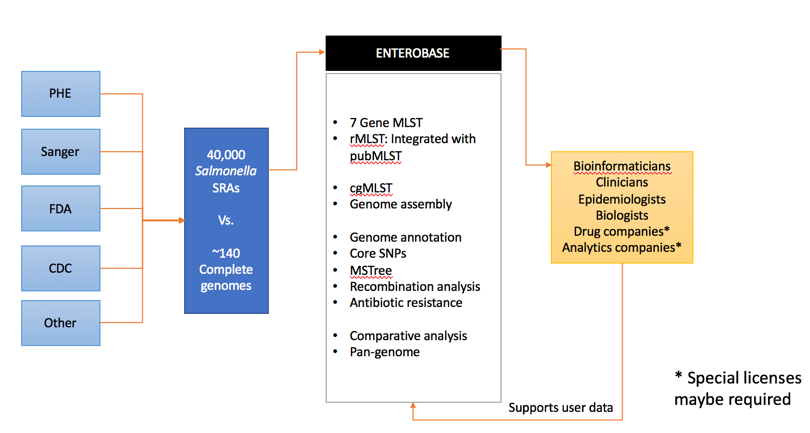 PHE
Sanger
FDA
CDC
Other
40,000
Salmonella
SRAs
Vs.
~140
Complete
genomes
ENTEROBASE
• 7 Gene MLST
• rMLST: Integrated with
pubMLST
• cgMLST
• Genome assembly
• Genome annotation
• Core SNPs
• MSTree
• Recombination analysis
• Antibiotic resistance
• Comparative analysis
• Pan-genome
Bioinformaticians
Clinicians
Epidemiologists
Biologists
Drug companies*
Analytics companies*
Supports user data
* Special licenses
maybe required